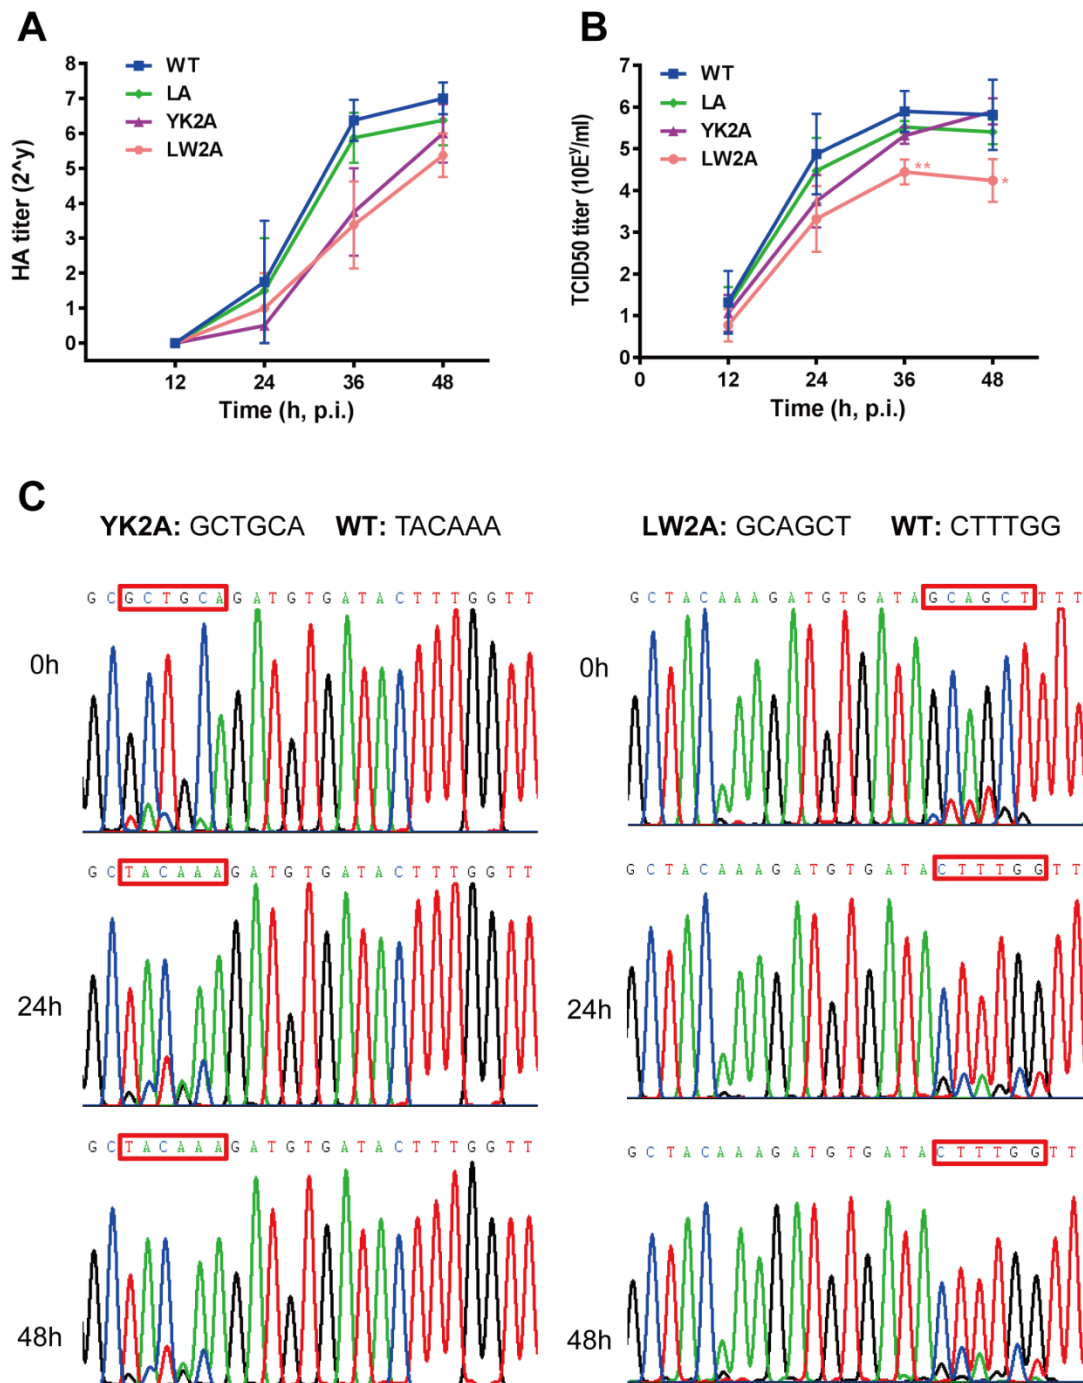 A
8
7
6
5
4
3
2
1
0
HA titer (2^y)
WT
LA
YK2A
LW2A
12 24 36 48
Time (h, p.i.)
B
7
6
5
4
3
2
1
0
TCID50 titer (10E^y/ml)
WT
LA
YK2A
LW2A
**
*
0 12 24 36 48
Time (h, p.i.)
C
YK2A: GCTGCA WT: TACAAA
LW2A: GCAGCT WT: CTTTGG
0h
G C G C T G C A G A T G T G A T A C T T T G G T T
0h
G C T A C A A A G A T G T G A T A G C A G C T T T T
24h
G C T A C A A A G A T G T G A T A C T T T G G T T
24h
G C T A C A A A G A T G T G A T A C T T T G G T T
48h
G C T A C A A A G A T G T G A T A C T T T G G T T
48h
G C T A C A A A G A T G T G A T A C T T T G G T T